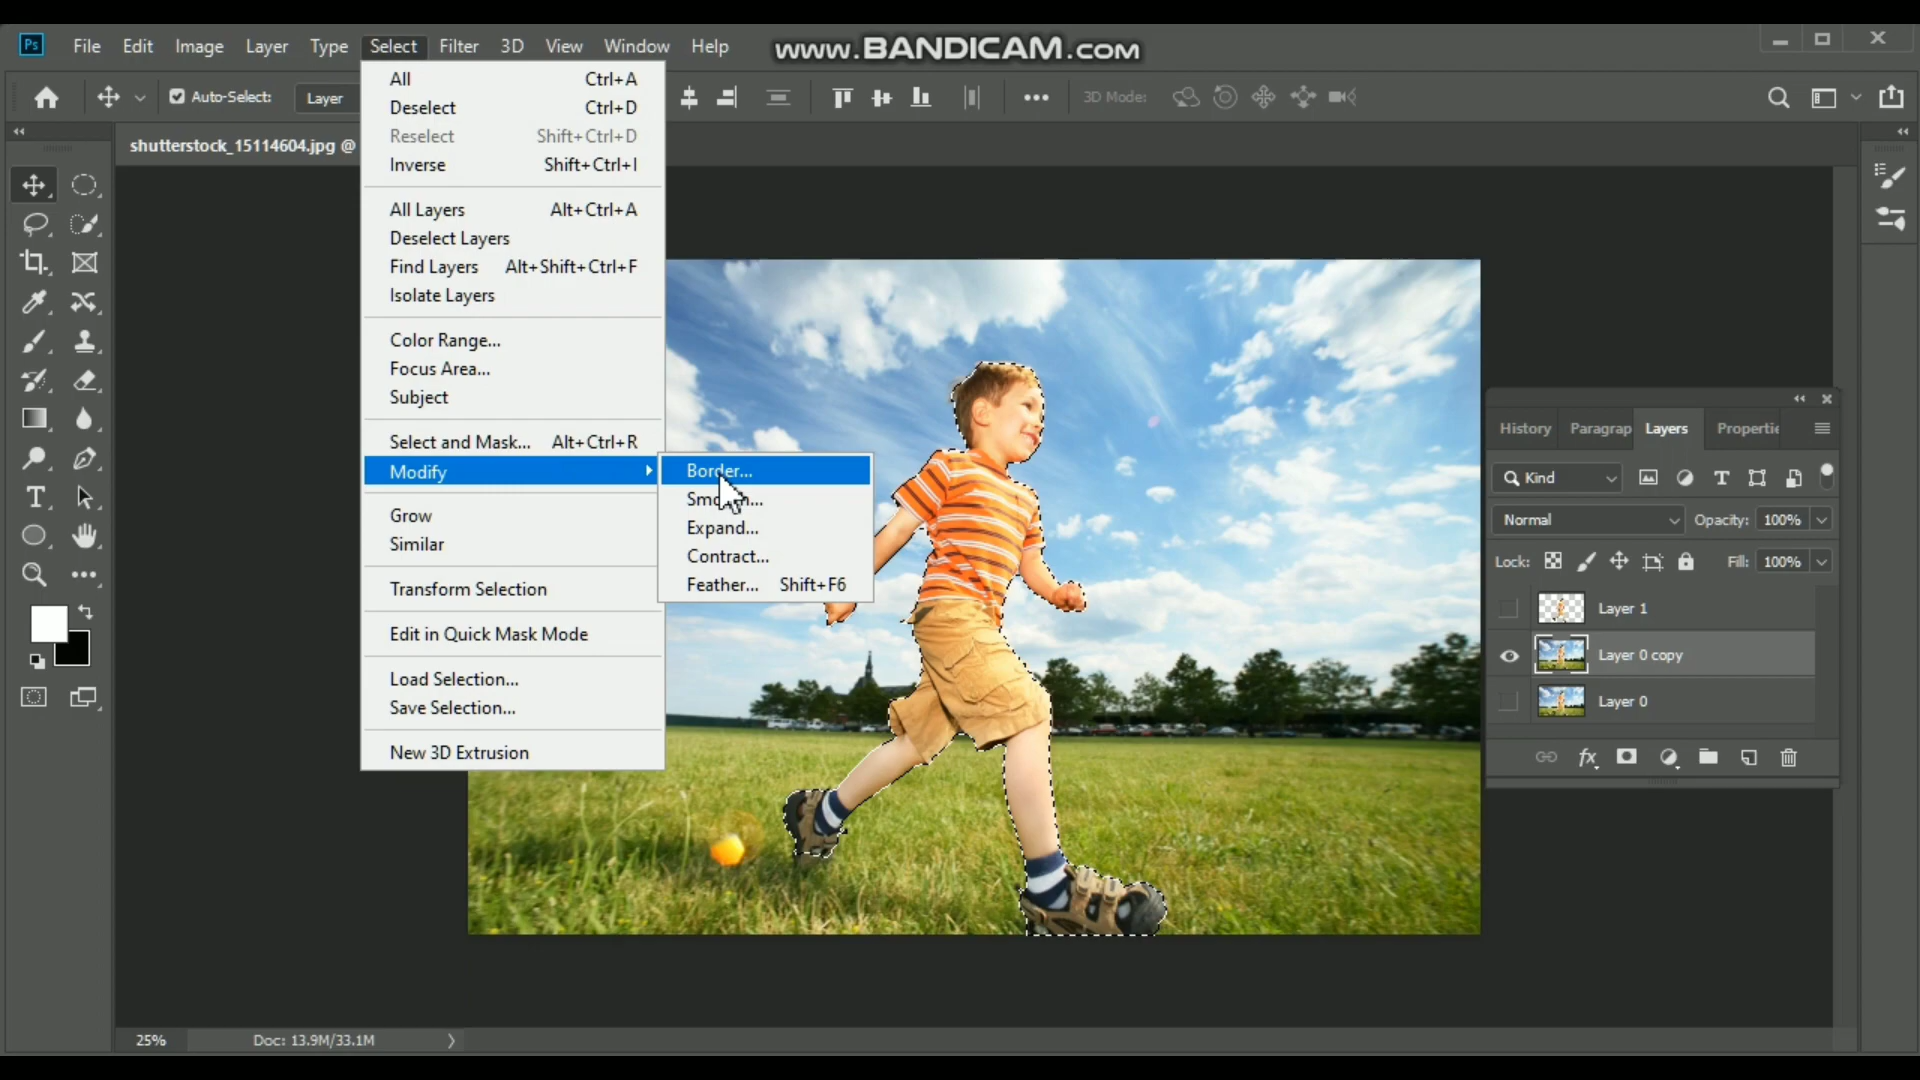 Ps File Edit Image Layer Type Select Filter 3D View Window Help
www.BANDICAM.com
Auto-Select: Layer
3D Mode:
shutterstock_15114604.jpg @
All Ctrl+A
Deselect Ctrl+D
Reselect Shift+Ctrl+D
Inverse Shift+Ctrl+I
All Layers Alt+Ctrl+A
Deselect Layers
Find Layers Alt+Shift+Ctrl+F
Isolate Layers
Color Range...
Focus Area...
Subject
Select and Mask... Alt+Ctrl+R
Modify
Grow
Similar
Transform Selection
Edit in Quick Mask Mode
Load Selection...
Save Selection...
New 3D Extrusion
Border...
Expand...
Contract...
Feather... Shift+F6
History Paragrap Layers Properti
Kind
Normal Opacity: 100%
Lock: Fill: 100%
Layer 1
Layer 0 copy
Layer 0
25% Doc: 13.9M/33.1M